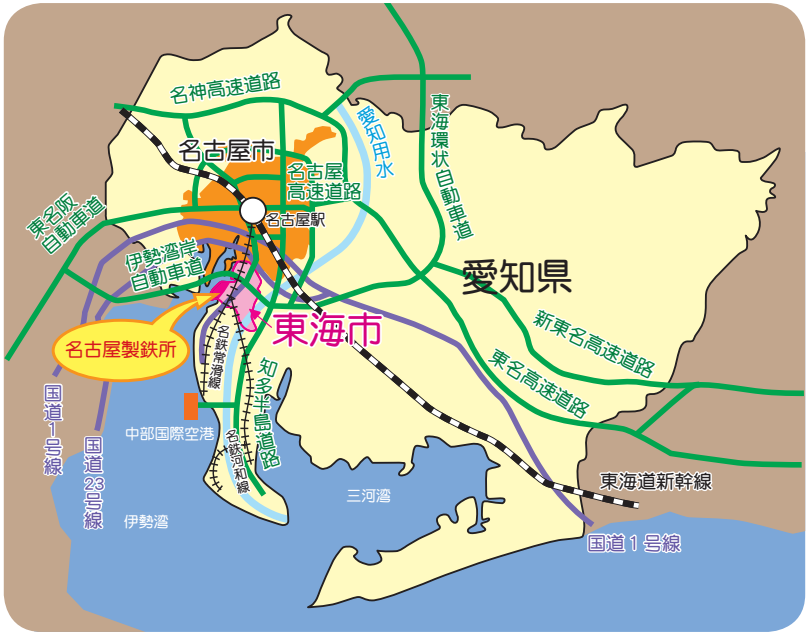 名神高速道路
愛知用水
東海環状自動車道
名古屋市
名古屋
高速道路
東名阪
自動車道
名古屋駅
伊勢湾岸
自動車道
愛知県
東海市
新東名高速道路
名古屋製鉄所
名鉄常滑線
東名高速道路
知多半島道路
国道1号線
中部国際空港
名鉄河和線
国道23号線
東海道新幹線
三河湾
伊勢湾
国道1号線